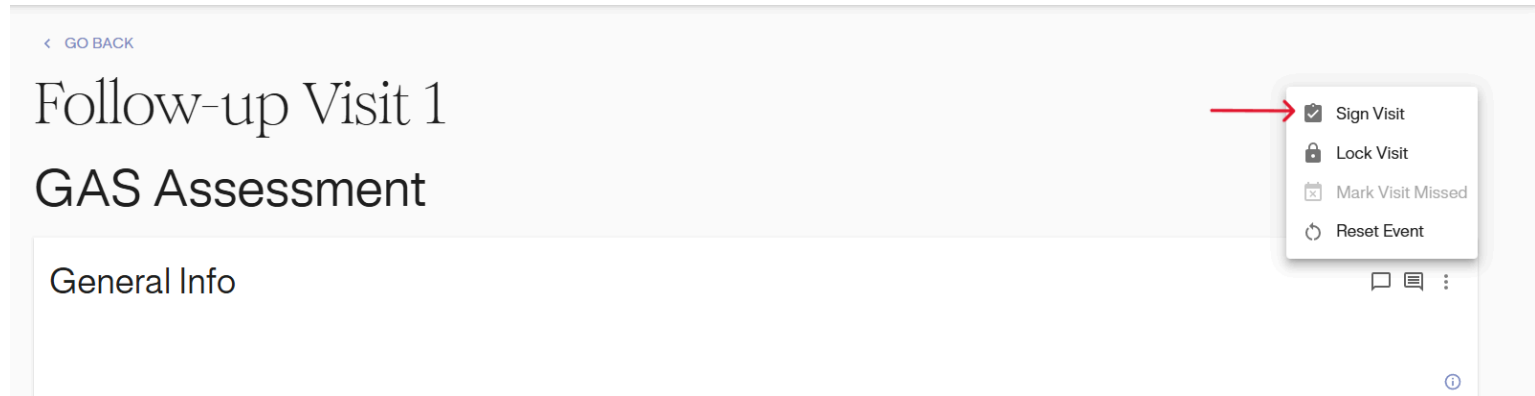 GO BACK
Follow-up Visit 1
GAS Assessment
Sign Visit
Lock Visit
Mark Visit Missed
Reset Event
General Info